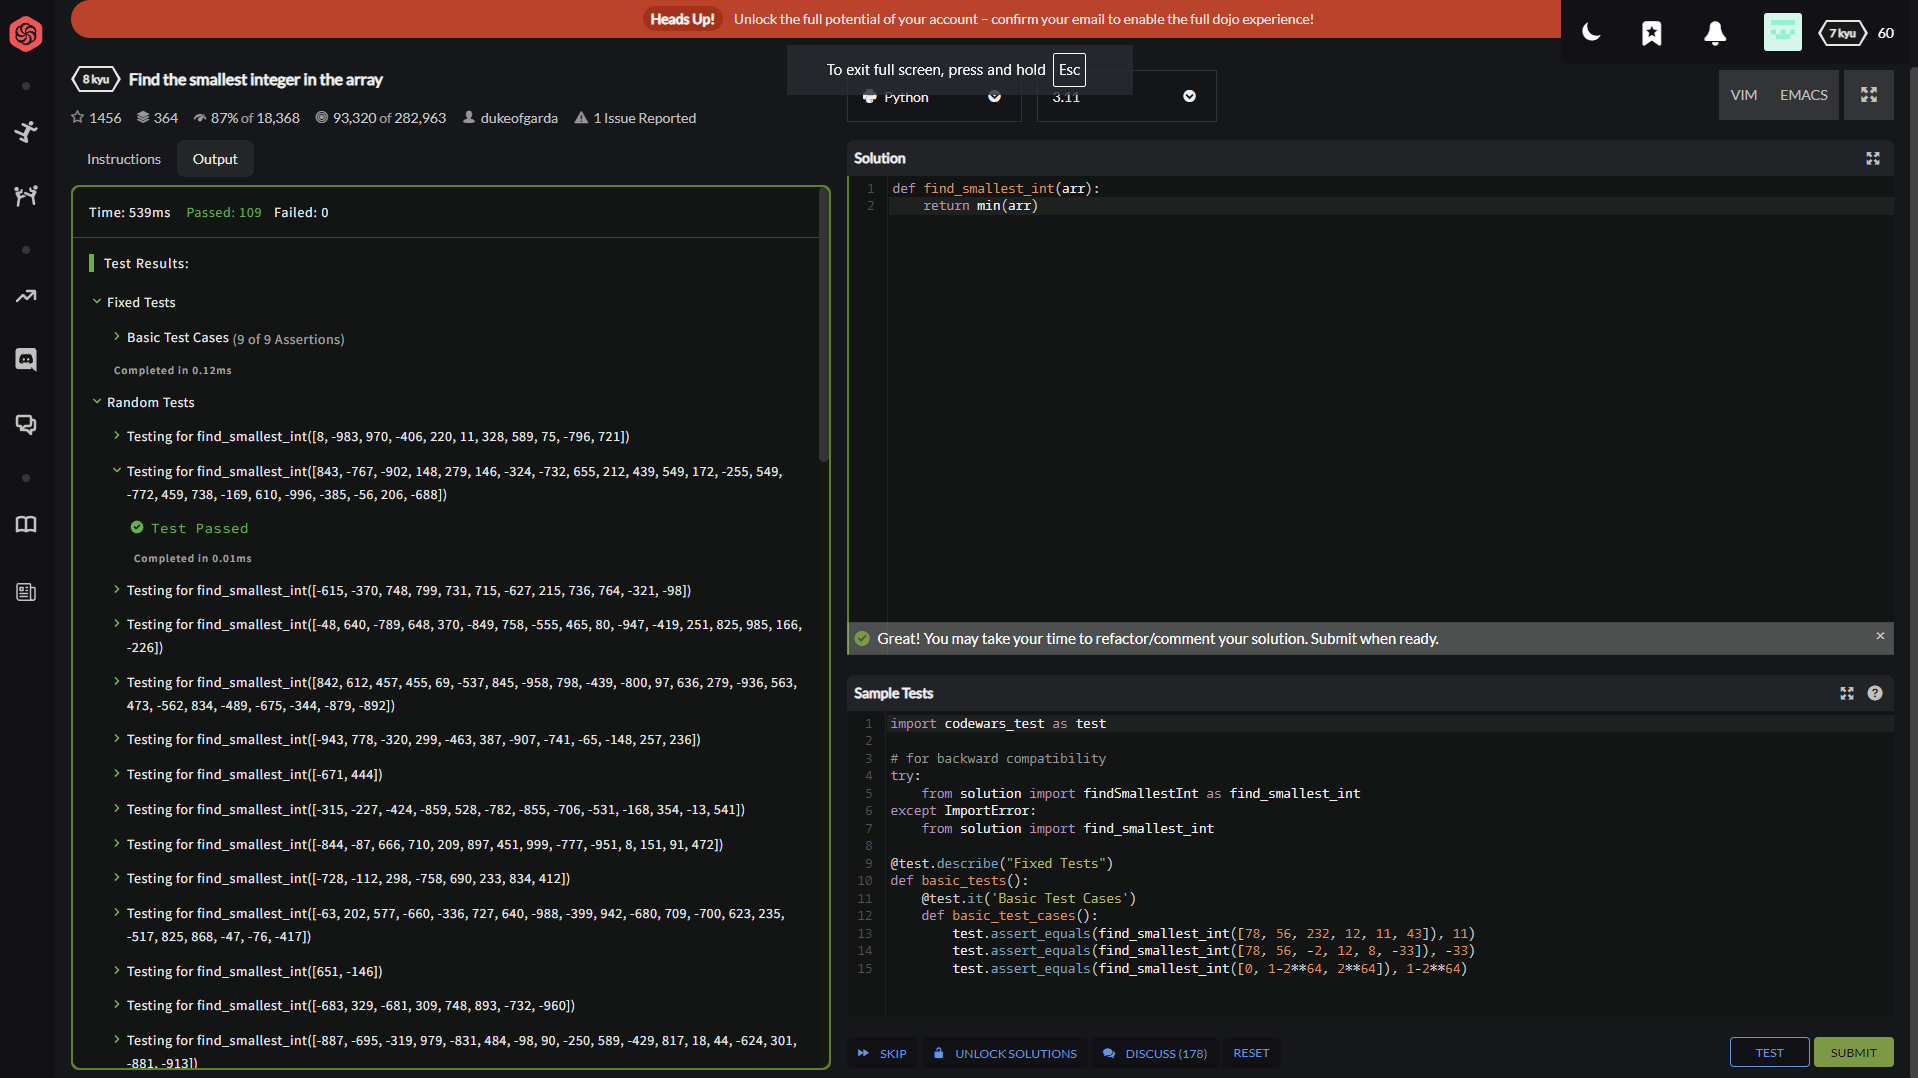 Heads Up! Unlock the full potential of your account – confirm your email to enable the full dojo experience!
7 kyu 60
To exit full screen, press and hold Esc
8 kyu Find the smallest integer in the array
1456 364 87% of 18,368 93,320 of 282,963 dukeofgarda 1 Issue Reported
Python 3.11
VIM EMACS
Instructions Output
Time: 539ms Passed: 109 Failed: 0
Test Results:
Fixed Tests
Basic Test Cases (9 of 9 Assertions)
Completed in 0.12ms
Random Tests
Testing for find_smallest_int([8, -983, 970, -406, 220, 11, 328, 589, 75, -796, 721])
Testing for find_smallest_int([843, -767, -902, 148, 279, 146, -324, -732, 655, 212, 439, 549, 172, -255, 549,
-772, 459, 738, -169, 610, -996, -385, -56, 206, -688])
Test Passed
Completed in 0.01ms
Testing for find_smallest_int([-615, -370, 748, 799, 731, 715, -627, 215, 736, 764, -321, -98])
Testing for find_smallest_int([-48, 640, -789, 648, 370, -849, 758, -555, 465, 80, -947, -419, 251, 825, 985, 166,
-226])
Testing for find_smallest_int([842, 612, 457, 455, 69, -537, 845, -958, 798, -439, -800, 97, 636, 279, -936, 563,
473, -562, 834, -489, -675, -344, -879, -892])
Testing for find_smallest_int([-943, 778, -320, 299, -463, 387, -907, -741, -65, -148, 257, 236])
Testing for find_smallest_int([-671, 444])
Testing for find_smallest_int([-315, -227, -424, -859, 528, -782, -855, -706, -531, -168, 354, -13, 541])
Testing for find_smallest_int([-844, -87, 666, 710, 209, 897, 451, 999, -777, -951, 8, 151, 91, 472])
Testing for find_smallest_int([-728, -112, 298, -758, 690, 233, 834, 412])
Testing for find_smallest_int([-63, 202, 577, -660, -336, 727, 640, -988, -399, 942, -680, 709, -700, 623, 235,
-517, 825, 868, -47, -76, -417])
Testing for find_smallest_int([651, -146])
Testing for find_smallest_int([-683, 329, -681, 309, 748, 893, -732, -960])
Testing for find_smallest_int([-887, -695, -319, 979, -831, 484, -98, 90, -250, 589, -429, 817, 18, 44, -624, 301,
-881, -913])
Solution
1 def find_smallest_int(arr):
2 return min(arr)
Great! You may take your time to refactor/comment your solution. Submit when ready.
Sample Tests
1 import codewars_test as test
2
3 # for backward compatibility
4 try:
5 from solution import findSmallestInt as find_smallest_int
6 except ImportError:
7 from solution import find_smallest_int
8
9 @test.describe("Fixed Tests")
10 def basic_tests():
11 @test.it('Basic Test Cases')
12 def basic_test_cases():
13 test.assert_equals(find_smallest_int([78, 56, 232, 12, 11, 43]), 11)
14 test.assert_equals(find_smallest_int([78, 56, -2, 12, 8, -33]), -33)
15 test.assert_equals(find_smallest_int([0, 1-2**64, 2**64]), 1-2**64)
SKIP UNLOCK SOLUTIONS DISCUSS (178) RESET TEST SUBMIT